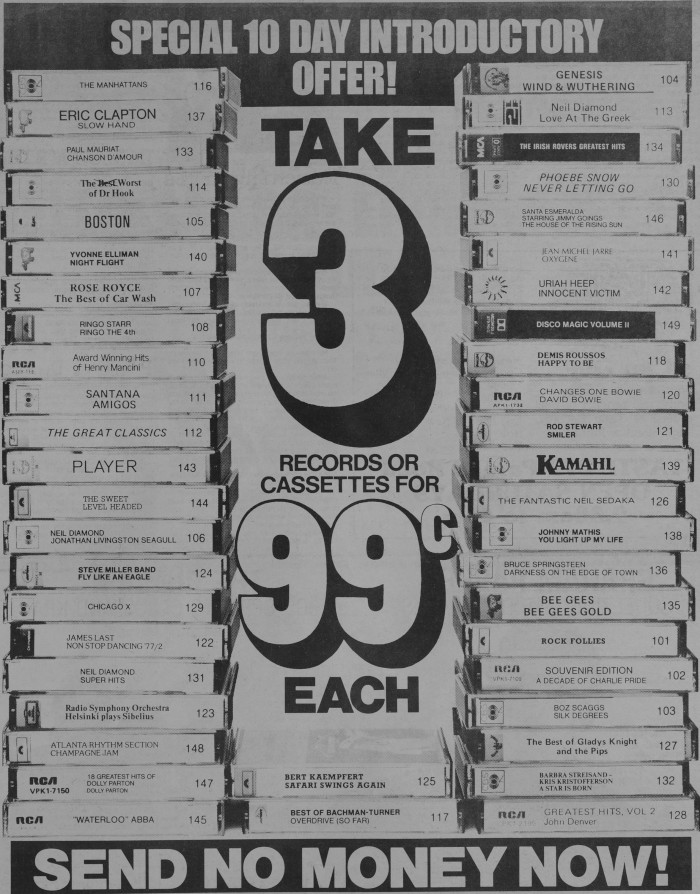 SPECIAL 10 DAY INTRODUCTORY
OFFER!
THE MANHATTANS 116
ERIC CLAPTON
SLOW HAND 137
PAUL MAURIAT
CHANSON D'AMOUR 133
The Best Worst
of Dr Hook 114
BOSTON 105
YVONNE ELLIMAN
NIGHT FLIGHT 140
MCA
ROSE ROYCE
The Best of Car Wash 107
RINGO STARR
RINGO THE 4th 108
RCA
Award Winning Hits
of Henry Mancini 110
SANTANA
AMIGOS 111
THE GREAT CLASSICS 112
PLAYER 143
THE SWEET
LEVEL HEADED 144
NEIL DIAMOND
JONATHAN LIVINGSTON SEAGULL 106
STEVE MILLER BAND
FLY LIKE AN EAGLE 124
CHICAGO X 129
JAMES LAST
NON STOP DANCING '77/2 122
NEIL DIAMOND
SUPER HITS 131
Radio Symphony Orchestra
Helsinki plays Sibelius 123
ATLANTA RHYTHM SECTION
CHAMPAGNE JAM 148
RCA
VPK1-7150
18 GREATEST HITS OF
DOLLY PARTON
DOLLY PARTON 147
RCA
"WATERLOO" ABBA 145
TAKE
3
RECORDS OR
CASSETTES FOR
99c
EACH
BERT KAEMPFERT
SAFARI SWINGS AGAIN 125
BEST OF BACHMAN-TURNER
OVERDRIVE (SO FAR) 117
GENESIS
WIND & WUTHERING 104
Neil Diamond
Love At The Greek 113
MCA
THE IRISH ROVERS GREATEST HITS 134
PHOEBE SNOW
NEVER LETTING GO 130
SANTA ESMERALDA
STARRING JIMMY GOINGS
THE HOUSE OF THE RISING SUN 146
JEAN MICHEL JARRE
OXYGENE 141
URIAH HEEP
INNOCENT VICTIM 142
DISCO MAGIC VOLUME II 149
DEMIS ROUSSOS
HAPPY TO BE 118
RCA
CHANGES ONE BOWIE
DAVID BOWIE 120
ROD STEWART
SMILER 121
KAMAHL 139
THE FANTASTIC NEIL SEDAKA 126
JOHNNY MATHIS
YOU LIGHT UP MY LIFE 138
BRUCE SPRINGSTEEN
DARKNESS ON THE EDGE OF TOWN 136
BEE GEES
BEE GEES GOLD 135
ROCK FOLLIES 101
RCA
SOUVENIR EDITION
A DECADE OF CHARLIE PRIDE 102
BOZ SCAGGS
SILK DEGREES 103
The Best of Gladys Knight
and the Pips 127
BARBRA STREISAND -
KRIS KRISTOFFERSON
A STAR IS BORN 132
RCA
GREATEST HITS, VOL 2
John Denver 128
SEND NO MONEY NOW!